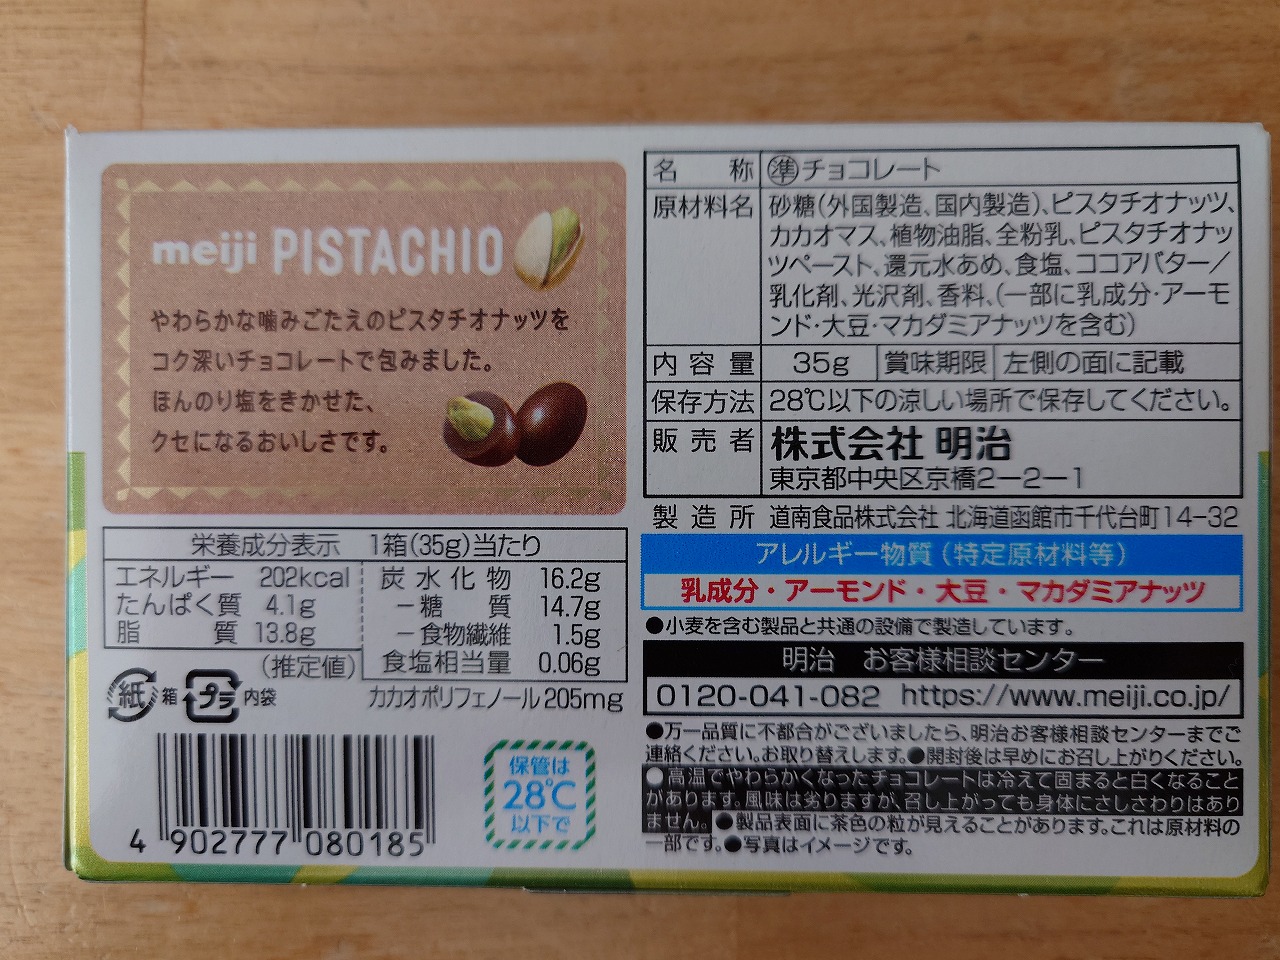 meiji PISTACHIO
やわらかな噛みごたえのピスタチオナッツを
コク深いチョコレートで包みました。
ほんのり塩をきかせた、
クセになるおいしさです。
栄養成分表示 1箱(35g)当たり
エネルギー 202kcal
たんぱく質 4.1g
脂質 13.8g
炭水化物 16.2g
−糖質 14.7g
−食物繊維 1.5g
食塩相当量 0.06g
(推定値)
カカオポリフェノール205mg
紙 箱 プラ 内袋
4 902777 080185
保管は
28℃
以下で
名称 準チョコレート
原材料名 砂糖(外国製造、国内製造)、ピスタチオナッツ、
カカオマス、植物油脂、全粉乳、ピスタチオナッ
ツペースト、還元水あめ、食塩、ココアバター/
乳化剤、光沢剤、香料、(一部に乳成分・アーモ
ンド・大豆・マカダミアナッツを含む)
内容量 35g 賞味期限 左側の面に記載
保存方法 28℃以下の涼しい場所で保存してください。
販売者 株式会社 明治
東京都中央区京橋2−2−1
製造所 道南食品株式会社 北海道函館市千代台町14-32
アレルギー物質(特定原材料等)
乳成分・アーモンド・大豆・マカダミアナッツ
●小麦を含む製品と共通の設備で製造しています。
明治 お客様相談センター
0120-041-082 https://www.meiji.co.jp/
●万一品質に不都合がございましたら、明治お客様相談センターまでご
連絡ください。お取り替えします。●開封後は早めにお召し上がりください。
●高温でやわらかくなったチョコレートは冷えて固まると白くなること
があります。風味は劣りますが、召し上がっても身体にさしさわりはあり
ません。●製品表面に茶色の粒が見えることがあります。これは原材料の
一部です。●写真はイメージです。